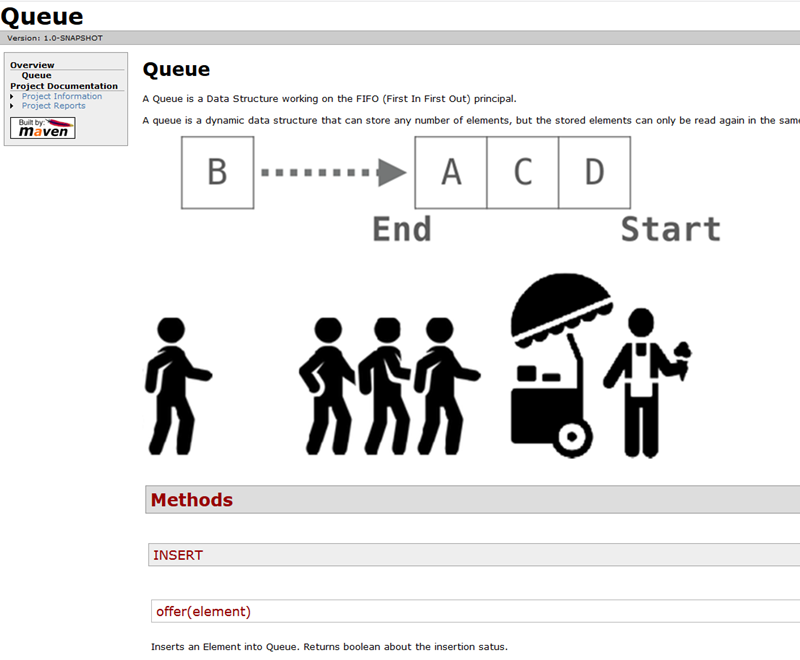 Queue
Version: 1.0-SNAPSHOT
Overview
Queue
Project Documentation
Project Information
Project Reports
Built by:
maven
Queue
A Queue is a Data Structure working on the FIFO (First In First Out) principal.
A queue is a dynamic data structure that can store any number of elements, but the stored elements can only be read again in the same
B
A C D
End
Start
Methods
INSERT
offer(element)
Inserts an Element into Queue. Returns boolean about the insertion satus.